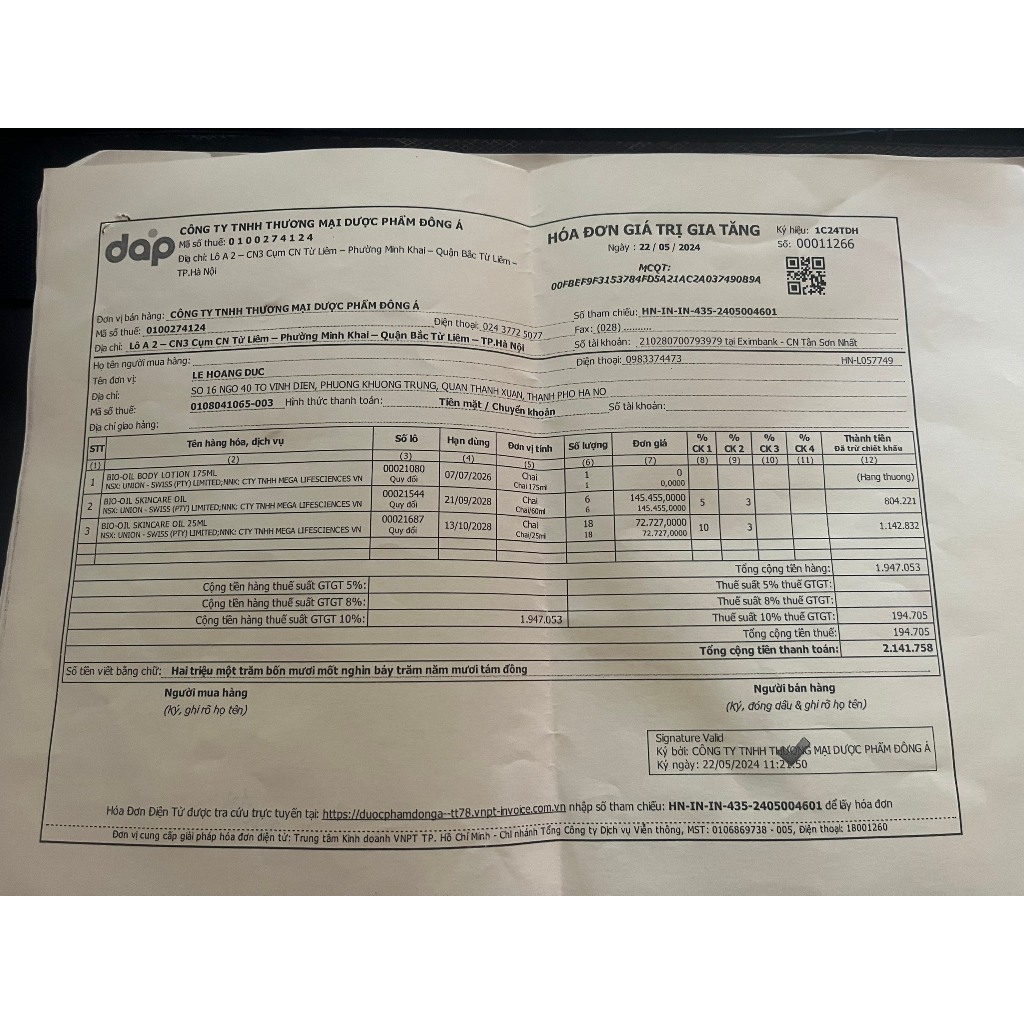 dap
CÔNG TY TNHH THƯƠNG MẠI DƯỢC PHẨM ĐÔNG Á
Mã số thuế: 0 1 0 0 2 7 4 1 2 4
Địa chỉ: Lô A 2 – CN3 Cụm CN Từ Liêm – Phường Minh Khai – Quận Bắc Từ Liêm –
TP.Hà Nội
HÓA ĐƠN GIÁ TRỊ GIA TĂNG
Ngày : 22 / 05 / 2024
MCQT:
00FBEF9F3153784FD5A21AC2A037490B9A
Ký hiệu: 1C24TDH
Số: 00011266
Đơn vị bán hàng: CÔNG TY TNHH THƯƠNG MẠI DƯỢC PHẨM ĐÔNG Á
Mã số thuế: 0100274124 Điện thoại: 024 3772 5077
Địa chỉ: Lô A 2 – CN3 Cụm CN Từ Liêm – Phường Minh Khai – Quận Bắc Từ Liêm – TP.Hà Nội
Số tham chiếu: HN-IN-IN-435-2405004601
Fax: (028) ..........
Số tài khoản: 210280700793979 tại Eximbank - CN Tân Sơn Nhất
Họ tên người mua hàng: Điện thoại: 0983374473 HN-L057749
Tên đơn vị: LE HOANG DUC
Địa chỉ: SO 16 NGO 40 TO VINH DIEN, PHUONG KHUONG TRUNG, QUAN THANH XUAN, THANH PHO HA NO
Mã số thuế: 0108041065-003 Hình thức thanh toán: Tiền mặt / Chuyển khoản Số tài khoản:
Địa chỉ giao hàng:
STT Tên hàng hóa, dịch vụ Số lô Hạn dùng Đơn vị tính Số lượng Đơn giá % CK 1 % CK 2 % CK 3 % CK 4 Thành tiền Đã trừ chiết khấu
(1) (2) (3) (4) (5) (6) (7) (8) (9) (10) (11) (12)
1 BIO-OIL BODY LOTION 175ML 00021080 07/07/2026 Chai 1 0 (Hang thuong)
NSX: UNION - SWISS (PTY) LIMITED;NNK: CTY TNHH MEGA LIFESCIENCES VN Quy đổi Chai 175ml 1 0,0000
2 BIO-OIL SKINCARE OIL 00021544 21/09/2028 Chai 6 145.455,0000 5 3 804.221
NSX: UNION - SWISS (PTY) LIMITED;NNK: CTY TNHH MEGA LIFESCIENCES VN Quy đổi Chai/60ml 6 145.455,0000
3 BIO-OIL SKINCARE OIL 25ML 00021687 13/10/2028 Chai 18 72.727,0000 10 3 1.142.832
NSX: UNION - SWISS (PTY) LIMITED;NNK: CTY TNHH MEGA LIFESCIENCES VN Quy đổi Chai/25ml 18 72.727,0000
Tổng cộng tiền hàng: 1.947.053
Cộng tiền hàng thuế suất GTGT 5%: Thuế suất 5% thuế GTGT:
Cộng tiền hàng thuế suất GTGT 8%: Thuế suất 8% thuế GTGT:
Cộng tiền hàng thuế suất GTGT 10%: 1.947.053 Thuế suất 10% thuế GTGT: 194.705
Tổng cộng tiền thuế: 194.705
Tổng cộng tiền thanh toán: 2.141.758
Số tiền viết bằng chữ: Hai triệu một trăm bốn mươi mốt nghìn bảy trăm năm mươi tám đồng
Người mua hàng Người bán hàng
(Ký, ghi rõ họ tên) (Ký, đóng dấu & ghi rõ họ tên)
Signature Valid
Ký bởi: CÔNG TY TNHH THƯƠNG MẠI DƯỢC PHẨM ĐÔNG Á
Ký ngày: 22/05/2024 11:21:50
Hóa Đơn Điện Tử được tra cứu trực tuyến tại: https://duocphamdonga--tt78.vnpt-invoice.com.vn nhập số tham chiếu: HN-IN-IN-435-2405004601 để lấy hóa đơn
Đơn vị cung cấp giải pháp hóa đơn điện tử: Trung tâm Kinh doanh VNPT TP. Hồ Chí Minh - Chi nhánh Tổng Công ty Dịch vụ Viễn thông, MST: 0106869738 - 005, Điện thoại: 18001260